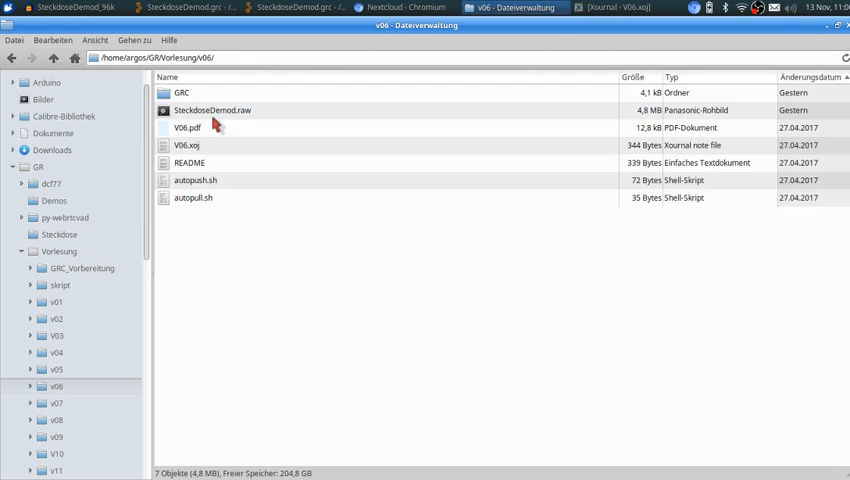 SteckdoseDemod_96k
SteckdoseDemod.grc - /...
SteckdoseDemod.grc - /...
Nextcloud - Chromium
v06 - Dateiverwaltung
[Xournal - V06.xoj]
13 Nov, 11:0
v06 - Dateiverwaltung
Datei Bearbeiten Ansicht Gehen zu Hilfe
/home/argos/GR/Vorlesung/v06/
Arduino
Bilder
Calibre-Bibliothek
Dokumente
Downloads
GR
dcf77
Demos
py-webrtcvad
Steckdose
Vorlesung
GRC_Vorbereitung
skript
v01
v02
V03
v04
v05
v06
v07
v08
v09
V10
v11
Name Größe Typ Änderungsdatum
GRC 4,1 kB Ordner Gestern
SteckdoseDemod.raw 4,8 MB Panasonic-Rohbild Gestern
V06.pdf 12,8 kB PDF-Dokument 27.04.2017
V06.xoj 344 Bytes Xournal note file 27.04.2017
README 339 Bytes Einfaches Textdokument 27.04.2017
autopush.sh 72 Bytes Shell-Skript 27.04.2017
autopull.sh 35 Bytes Shell-Skript 27.04.2017
7 Objekte (4,8 MB), Freier Speicher: 204,8 GB